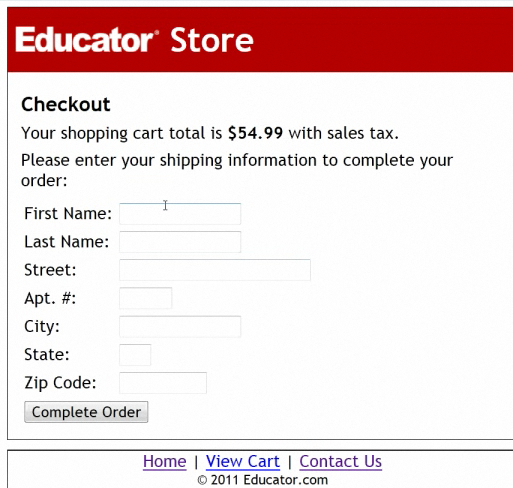 Educator® Store
Checkout
Your shopping cart total is $54.99 with sales tax.
Please enter your shipping information to complete your
order:
First Name:
Last Name:
Street:
Apt. #:
City:
State:
Zip Code:
Complete Order
Home | View Cart | Contact Us
© 2011 Educator.com